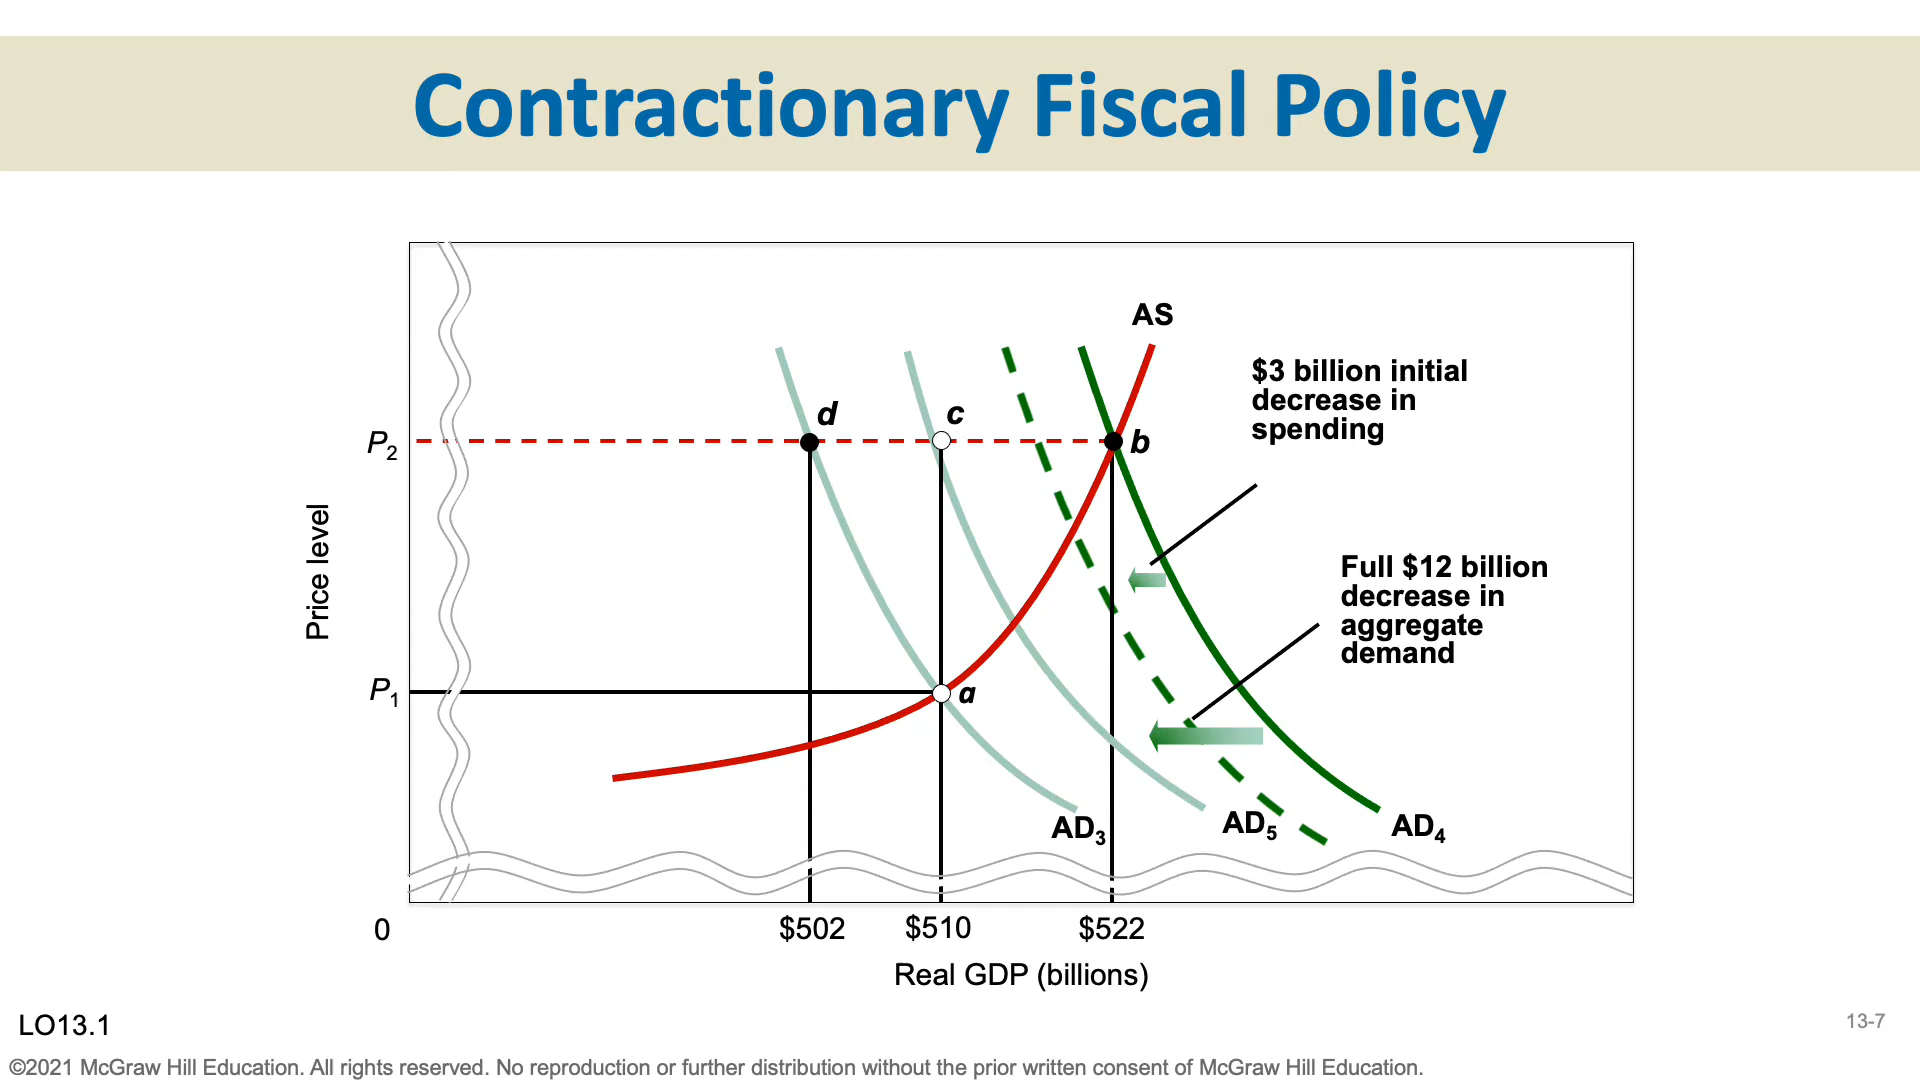 Contractionary Fiscal Policy
AS
$3 billion initial
decrease in
spending
d
c
b
P2
Full $12 billion
decrease in
aggregate
demand
Price level
P1
a
AD3
AD5
AD4
0
$502
$510
$522
Real GDP (billions)
LO13.1
13-7
©2021 McGraw Hill Education. All rights reserved. No reproduction or further distribution without the prior written consent of McGraw Hill Education.